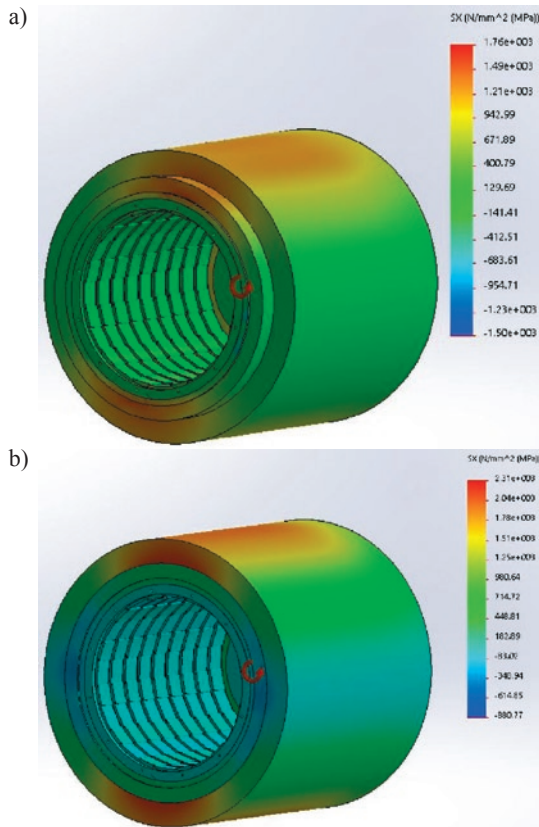 a)
SX (N/mm^2 (MPa))
1.76e+003
1.49e+003
1.21e+003
942.99
671.89
400.79
129.69
-141.41
-412.51
-683.61
-954.71
-1.23e+003
-1.50e+003
b)
SX (N/mm^2 (MPa))
2.31e+003
2.04e+003
1.78e+003
1.51e+003
1.25e+003
980.64
714.72
448.81
182.89
-83.02
-348.94
-614.85
-880.77